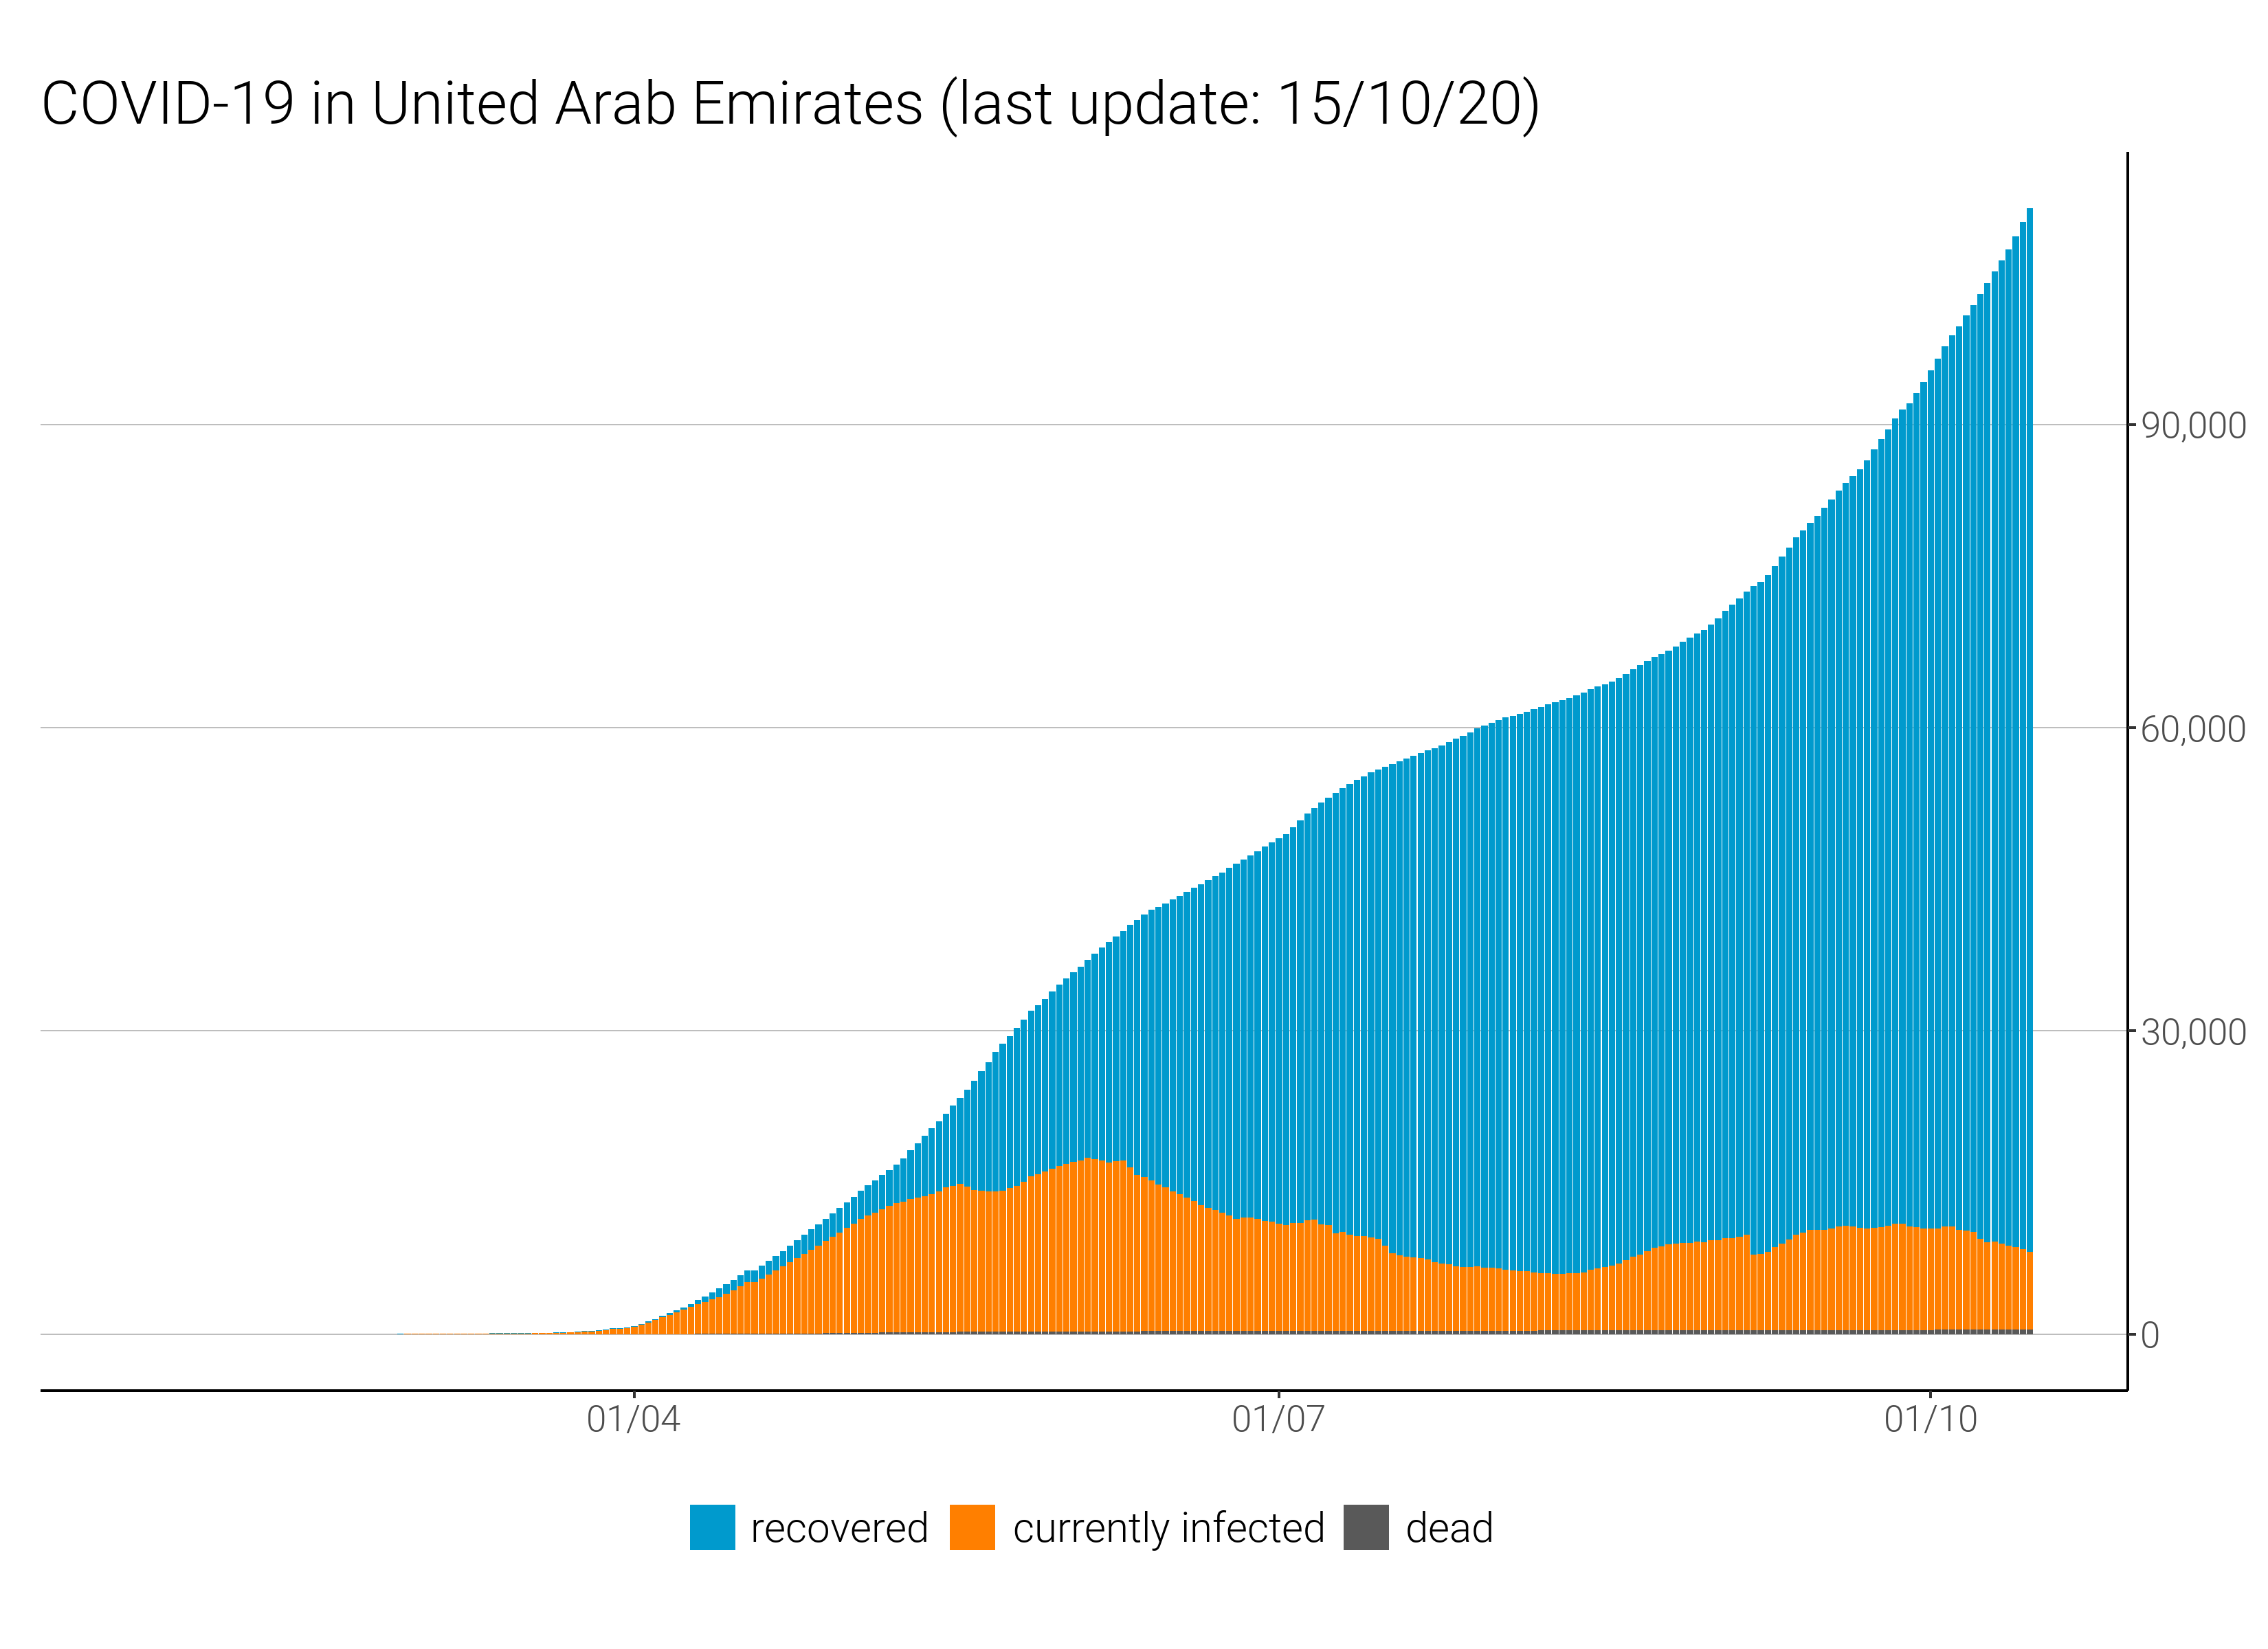 COVID-19 in United Arab Emirates (last update: 15/10/20)
90,000
60,000
30,000
0
01/04 01/07 01/10
recovered currently infected dead